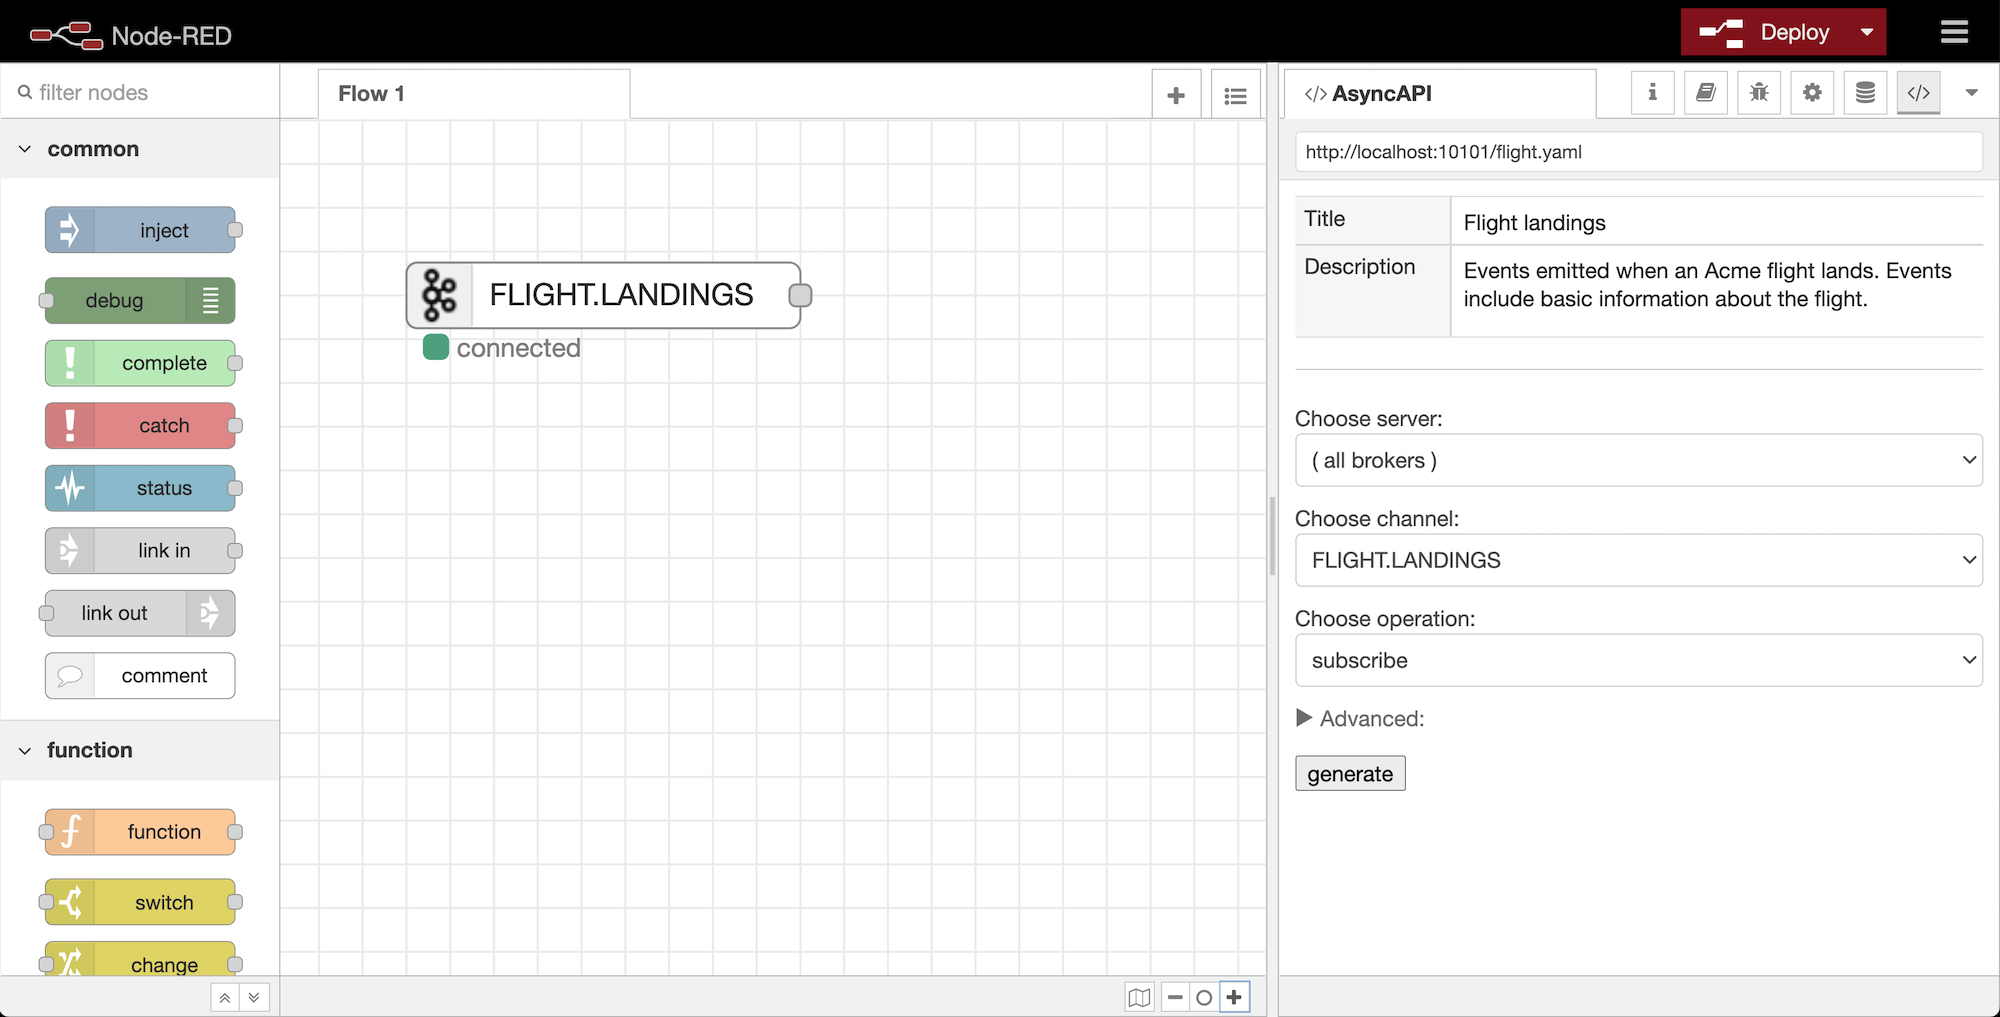 Node-RED
Deploy
filter nodes
Flow 1
</> AsyncAPI
http://localhost:10101/flight.yaml
common
inject
debug
complete
catch
status
link in
link out
comment
function
function
switch
change
FLIGHT.LANDINGS
connected
Title
Flight landings
Description
Events emitted when an Acme flight lands. Events
include basic information about the flight.
Choose server:
( all brokers )
Choose channel:
FLIGHT.LANDINGS
Choose operation:
subscribe
Advanced:
generate